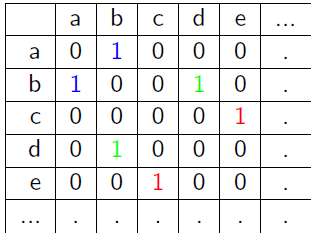 a b c d e ...
a 0 1 0 0 0 .
b 1 0 0 1 0 .
c 0 0 0 0 1 .
d 0 1 0 0 0 .
e 0 0 1 0 0 .
... . . . . . .